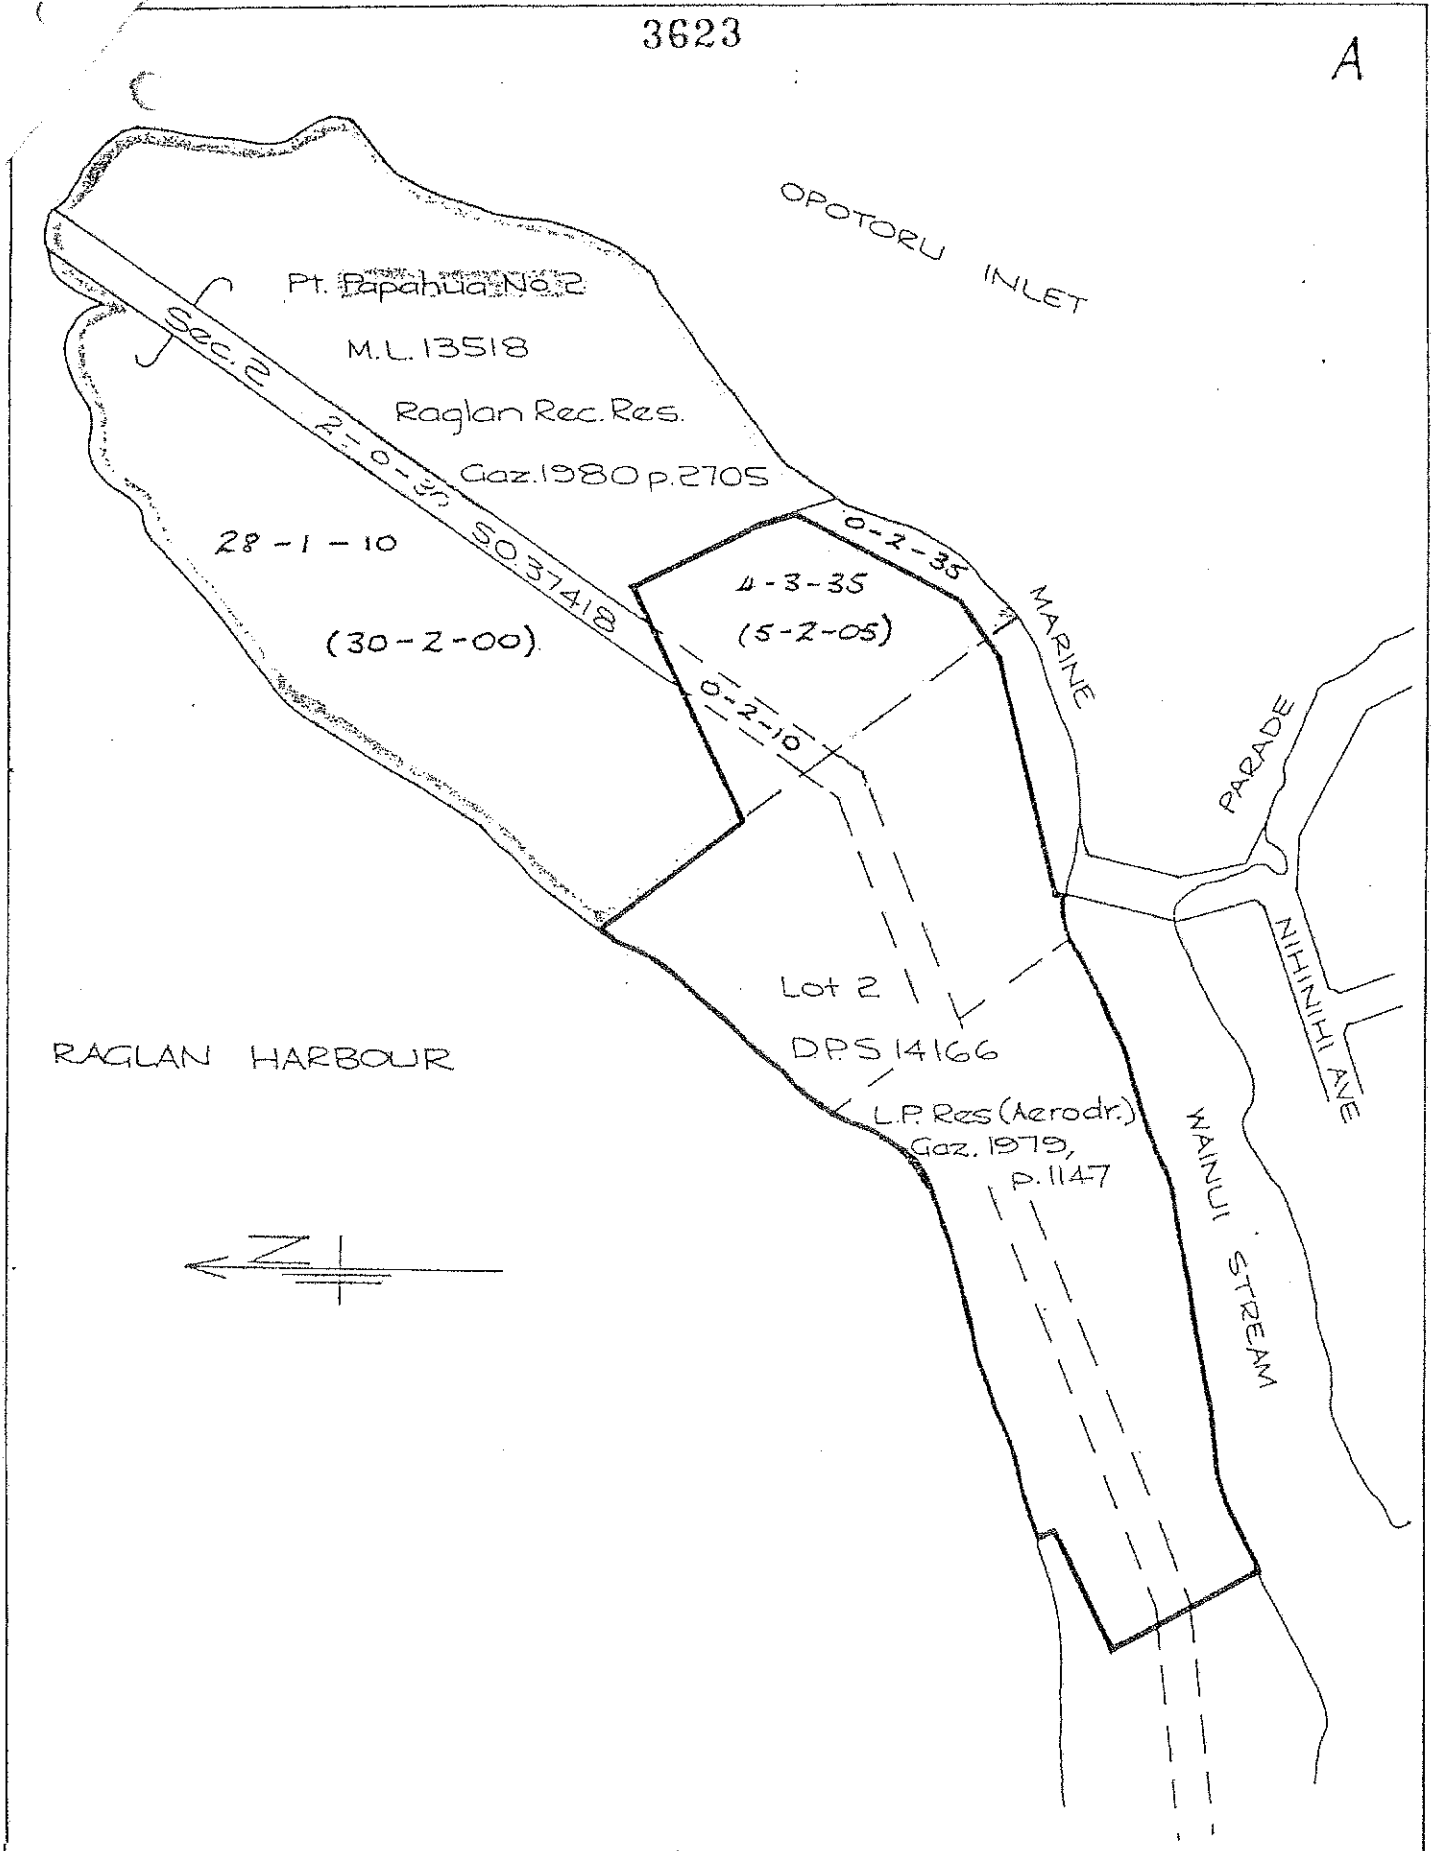 3623
A
OPOTORU INLET
Pt. Papahua No 2
M.L. 13518
Raglan Rec. Res.
Gaz. 1980 p. 2705
Sec. 2 2-0-35 S.O. 37418
28-1-10
(30-2-00)
0-2-35
4-3-35
(5-2-05)
0-2-10
MARINE
PARADE
NIHINIHI AVE
Lot 2
DPS 14166
L.P. Res (Aerodr.)
Gaz. 1979,
p. 1147
RAGLAN HARBOUR
WAINUI STREAM
N